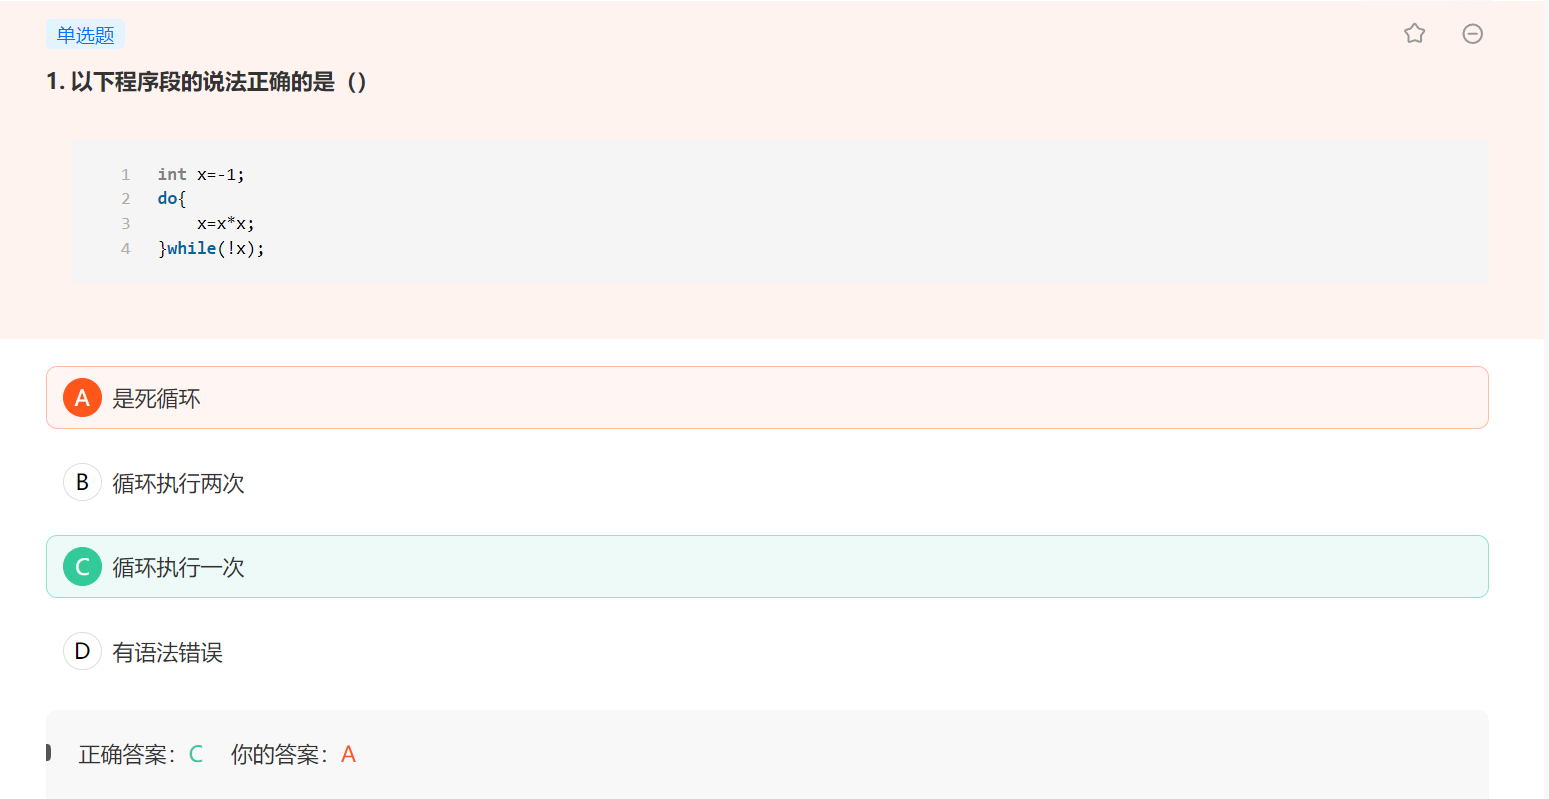 单选题
1. 以下程序段的说法正确的是（）
1 int x=-1;
2 do{
3     x=x*x;
4 }while(!x);
A 是死循环
B 循环执行两次
C 循环执行一次
D 有语法错误
正确答案：C 你的答案：A